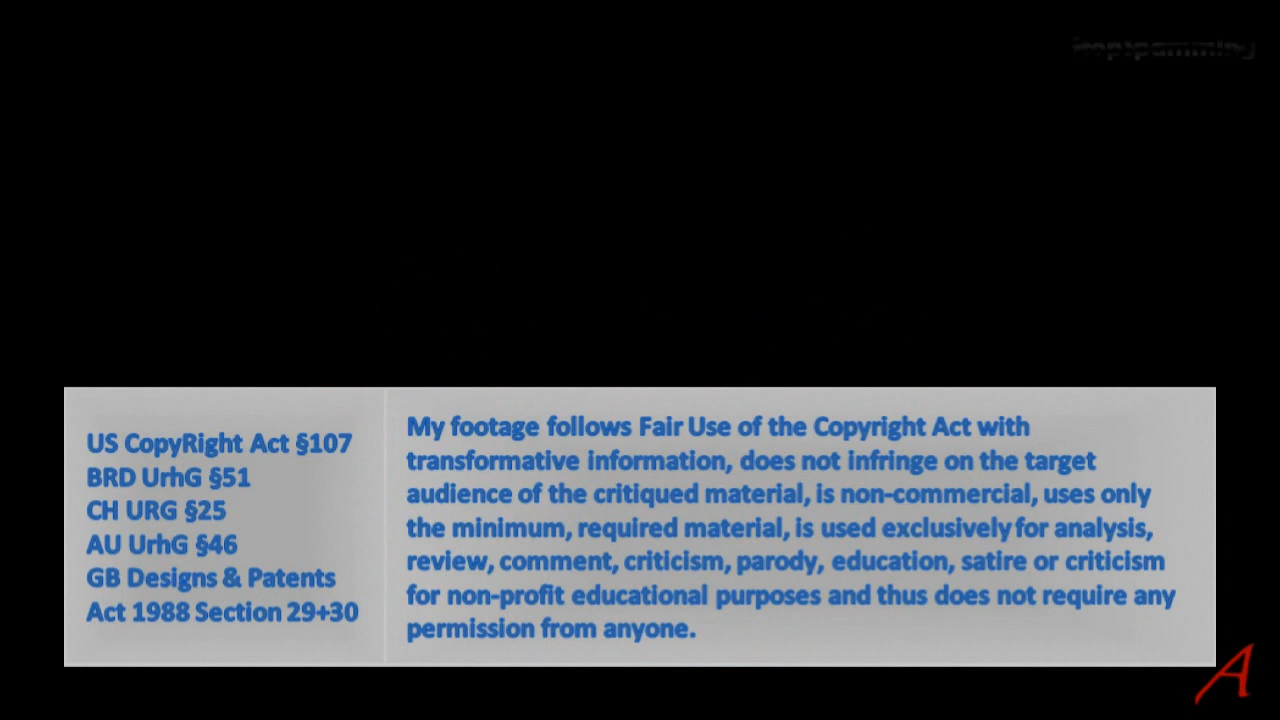 US CopyRight Act §107
BRD UrhG §51
CH URG §25
AU UrhG §46
GB Designs & Patents
Act 1988 Section 29+30
My footage follows Fair Use of the Copyright Act with
transformative information, does not infringe on the target
audience of the critiqued material, is non-commercial, uses only
the minimum, required material, is used exclusively for analysis,
review, comment, criticism, parody, education, satire or criticism
for non-profit educational purposes and thus does not require any
permission from anyone.
A